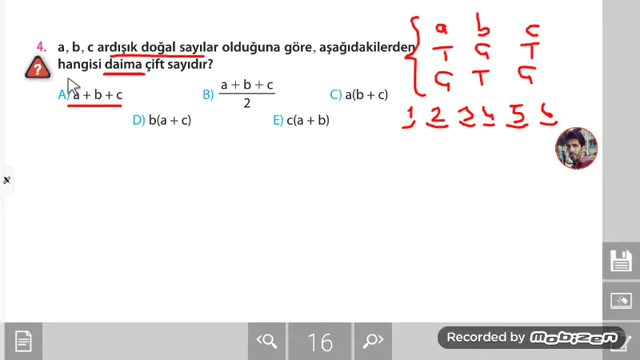 4. a, b, c ardışık doğal sayılar olduğuna göre, aşağıdakilerden
hangisi daima çift sayıdır?
?
A) a + b + c
B) a + b + c / 2
C) a(b + c)
D) b(a + c)
E) c(a + b)
a b c
T Ç T
Ç T Ç
1 2 3 4 5 6
16
Recorded by MOBIZEN